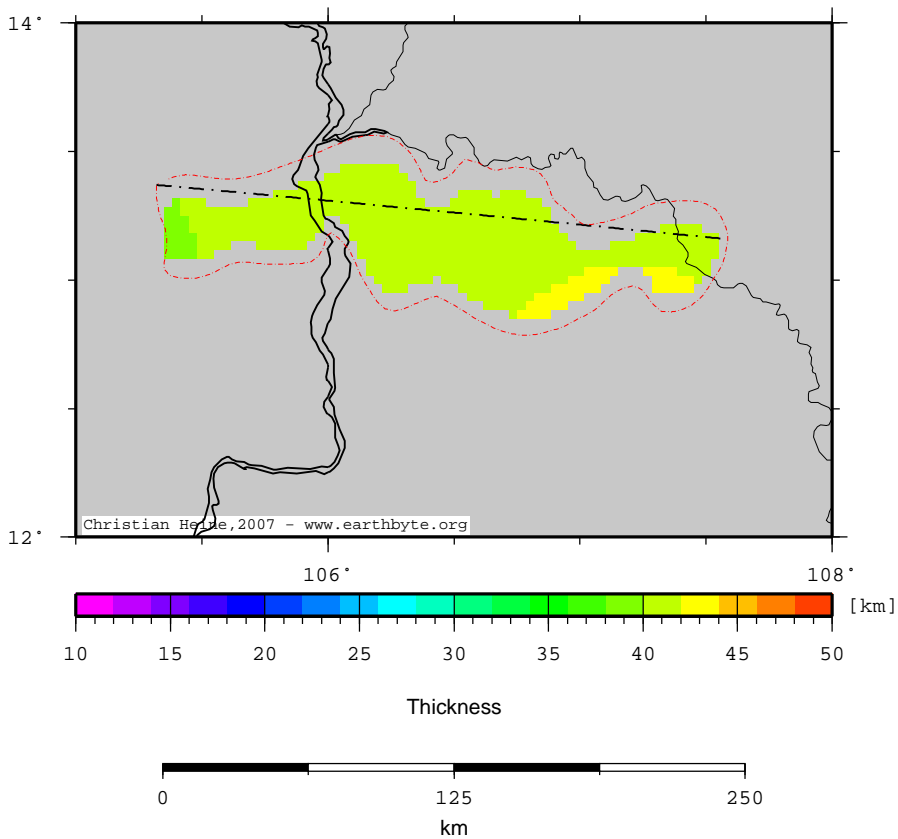 14°
Christian Heine,2007 - www.earthbyte.org
12°
106° 108°
[km]
10 15 20 25 30 35 40 45 50
Thickness
0 125 250
km